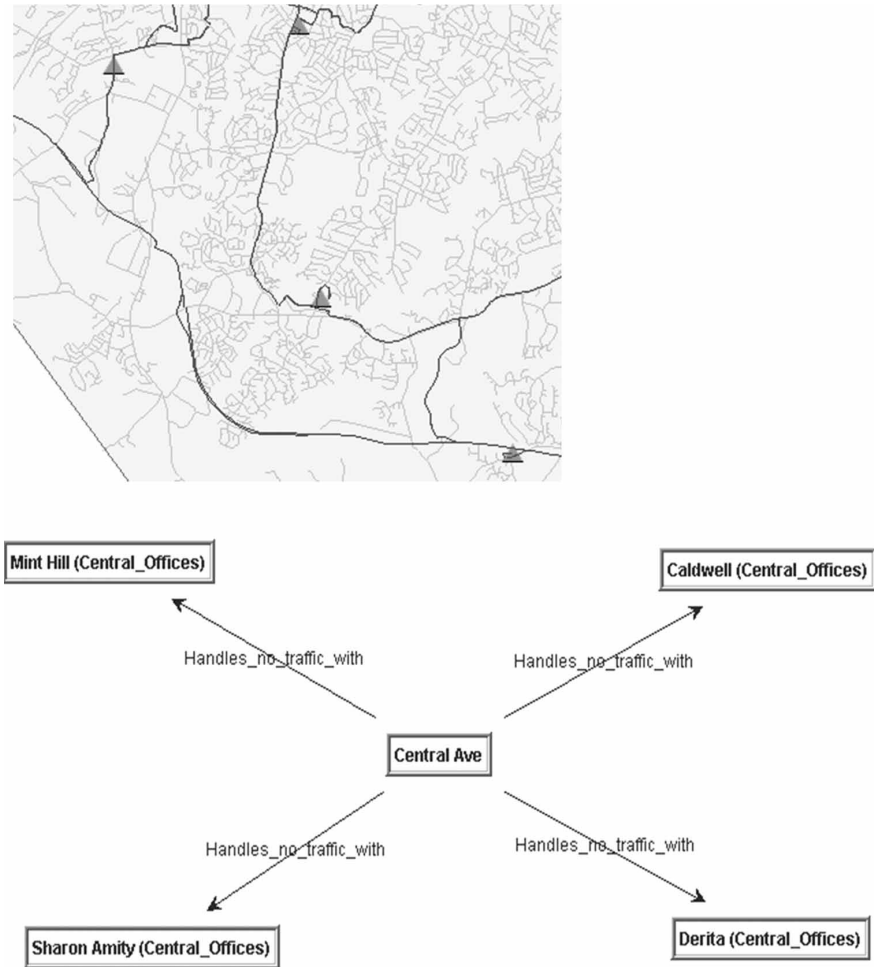 Mint Hill (Central_Offices)
Caldwell (Central_Offices)
Handles_no_traffic_with
Handles_no_traffic_with
Central Ave
Handles_no_traffic_with
Handles_no_traffic_with
Sharon Amity (Central_Offices)
Derita (Central_Offices)